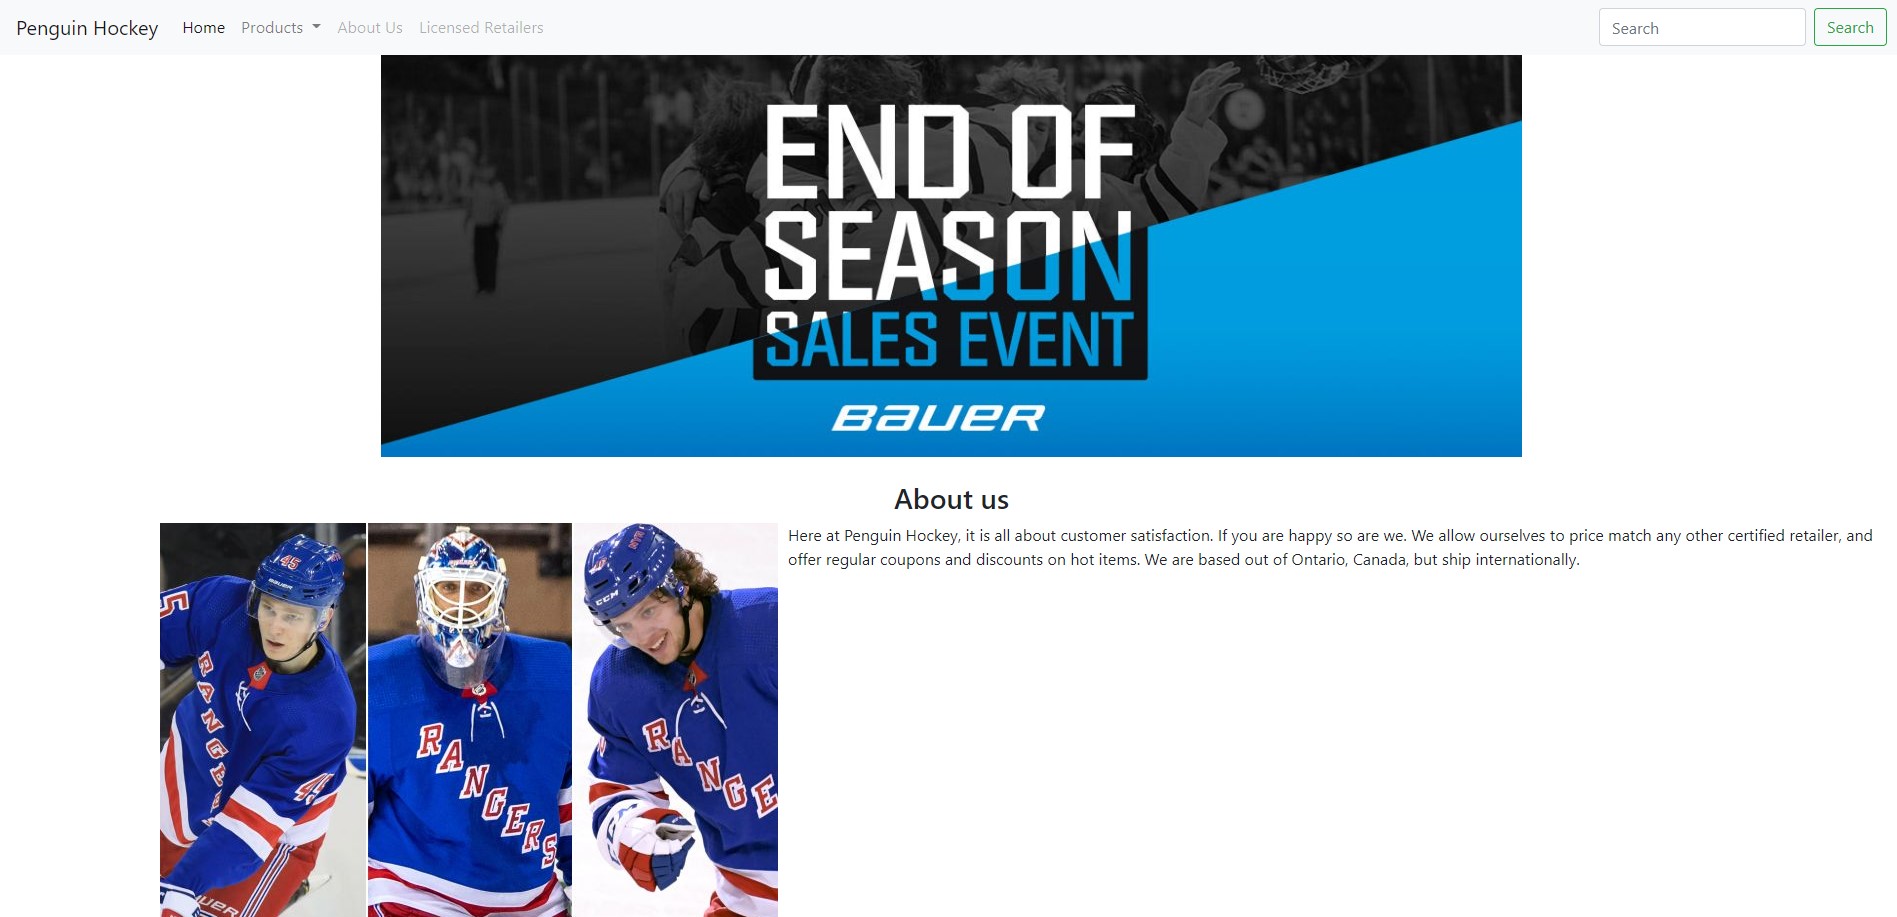 Penguin Hockey Home Products About Us Licensed Retailers Search Search
END OF
SEASON
SALES EVENT
BAUER
About us
Here at Penguin Hockey, it is all about customer satisfaction. If you are happy so are we. We allow ourselves to price match any other certified retailer, and
offer regular coupons and discounts on hot items. We are based out of Ontario, Canada, but ship internationally.
45
BAUER
5
RANGERS
45
BAUER
RANGERS
CCM
RANGE